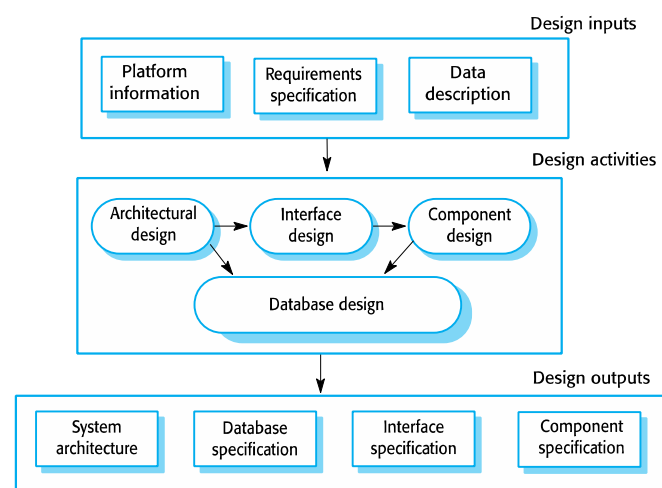 Design inputs
Platform
information
Requirements
specification
Data
description
Design activities
Architectural
design
Interface
design
Component
design
Database design
Design outputs
System
architecture
Database
specification
Interface
specification
Component
specification